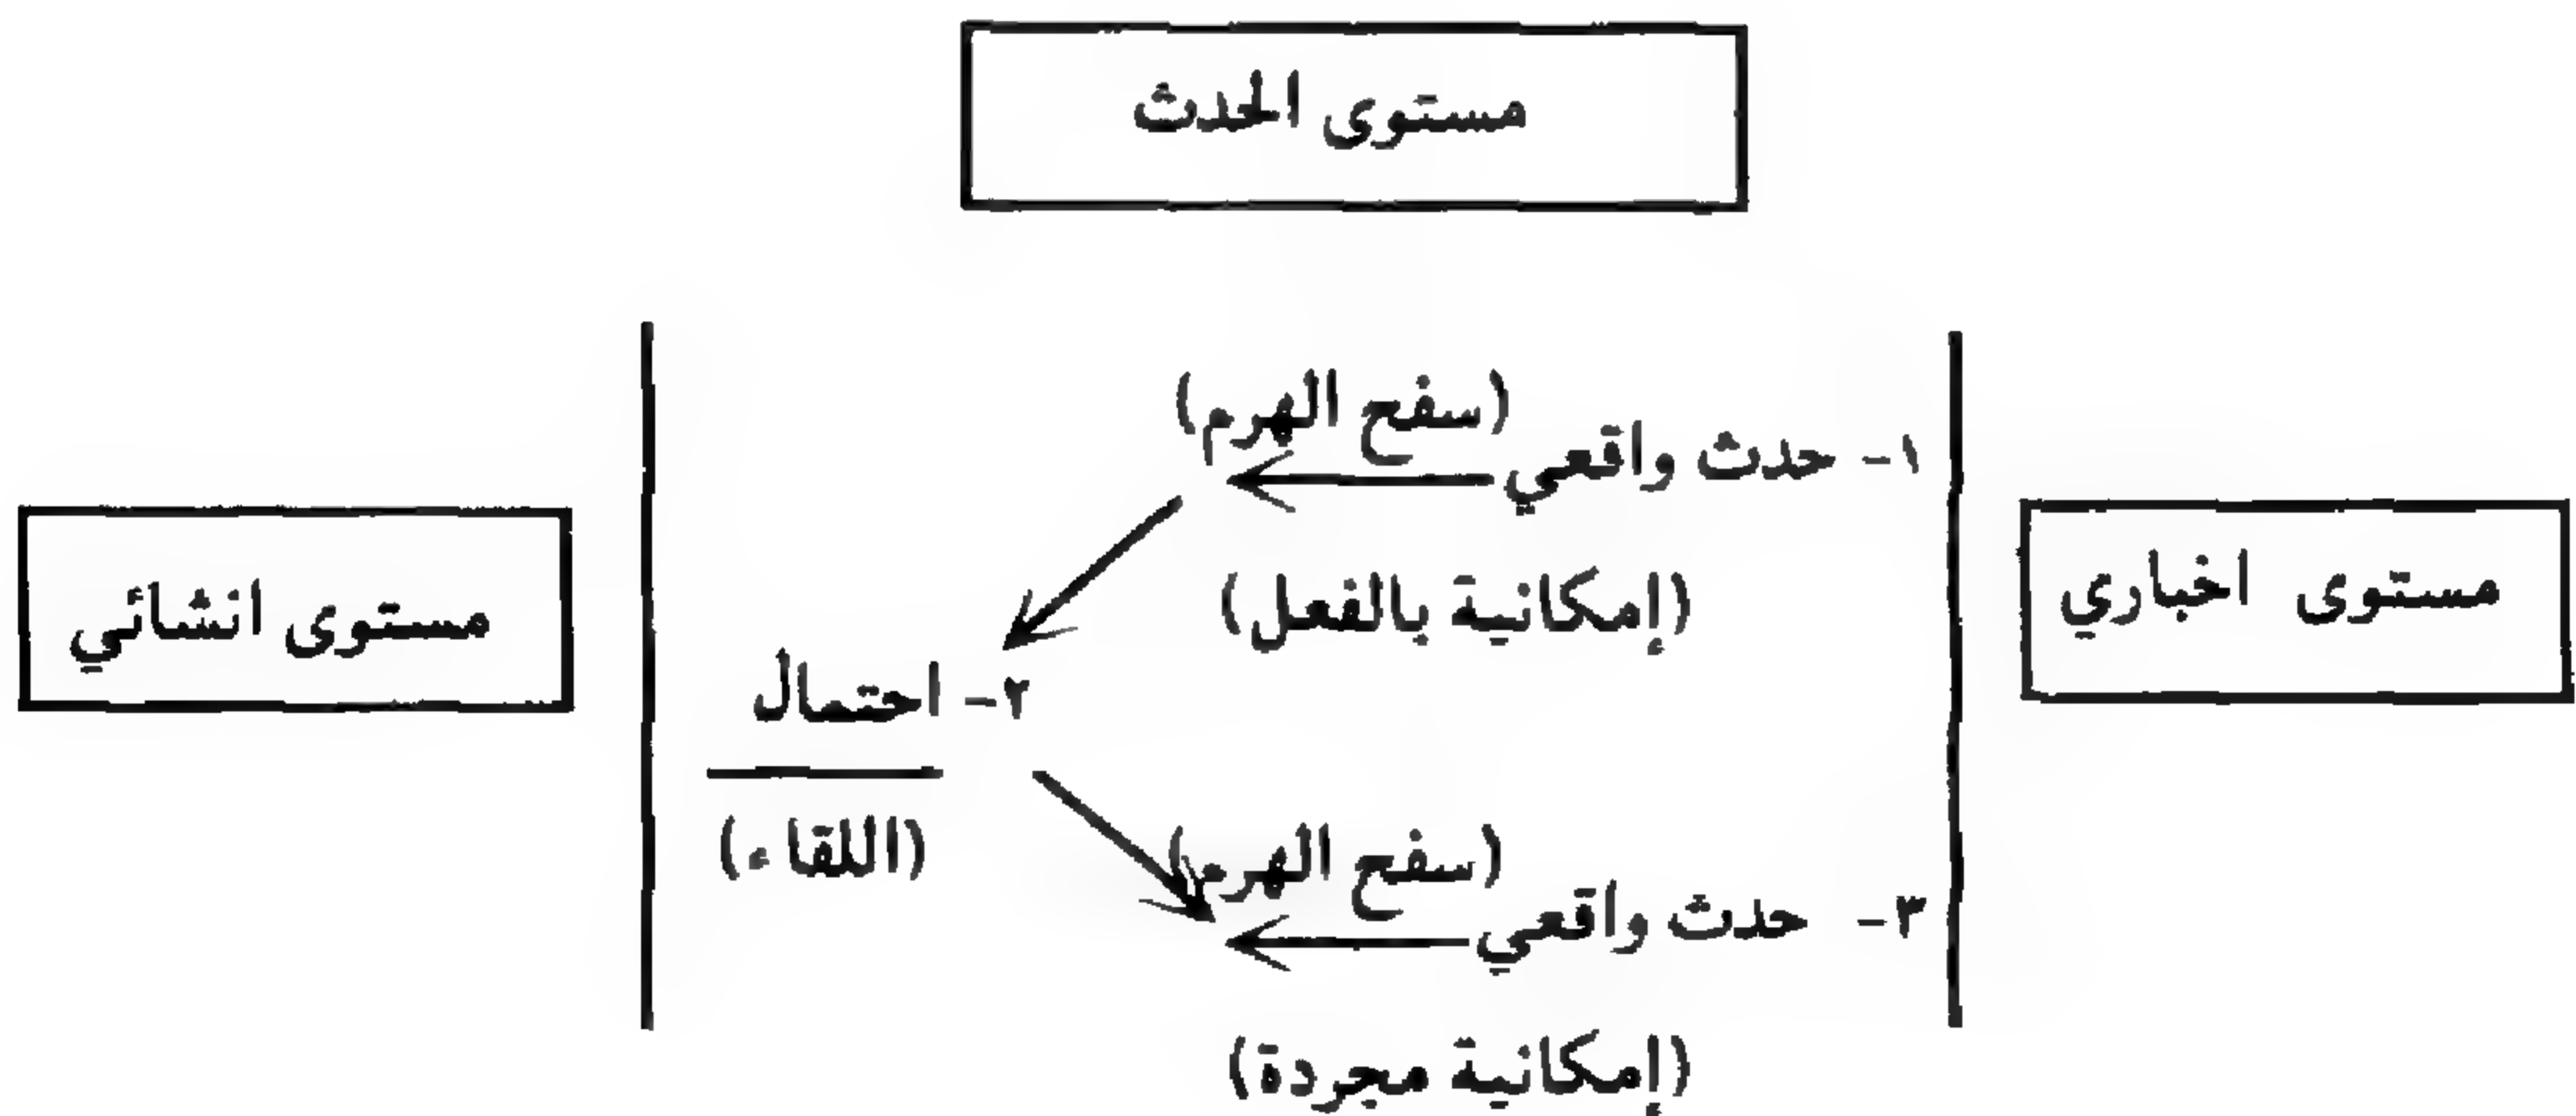 مستوى الحدث
مستوى اخباري
١- حدث واقعي (سفح الهرم)
(إمكانية بالفعل)
٢- احتمال
(اللقاء)
٣- حدث واقعي (سفح الهرم)
(إمكانية مجردة)
مستوى انشائي